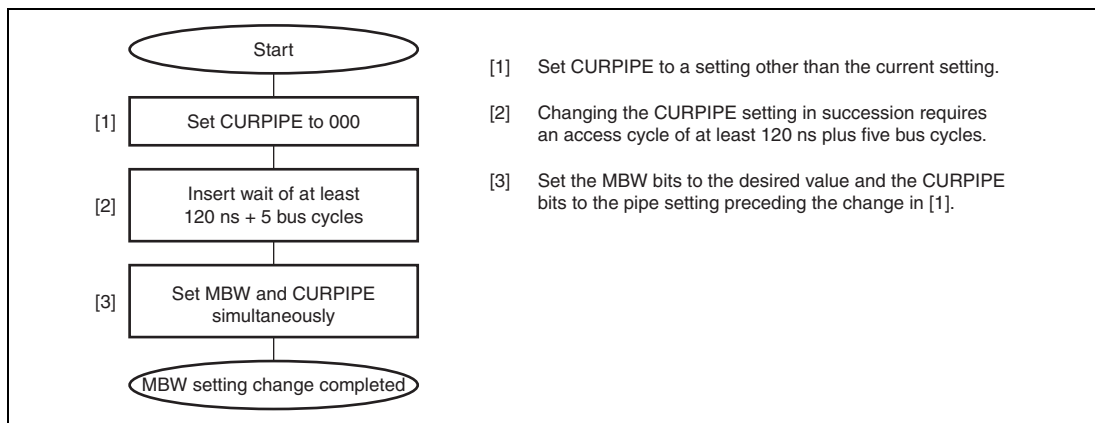 Start
[1]
Set CURPIPE to 000
[2]
Insert wait of at least
120 ns + 5 bus cycles
[3]
Set MBW and CURPIPE
simultaneously
MBW setting change completed
[1] Set CURPIPE to a setting other than the current setting.
[2] Changing the CURPIPE setting in succession requires
an access cycle of at least 120 ns plus five bus cycles.
[3] Set the MBW bits to the desired value and the CURPIPE
bits to the pipe setting preceding the change in [1].